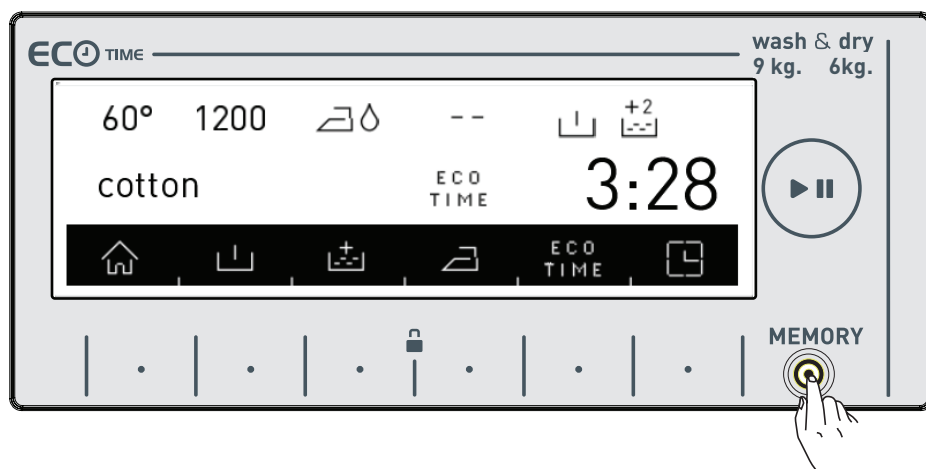 ECO TIME
wash & dry
9 kg. 6kg.
60° 1200 -- +2
cotton ECO TIME 3:28
ECO TIME
MEMORY